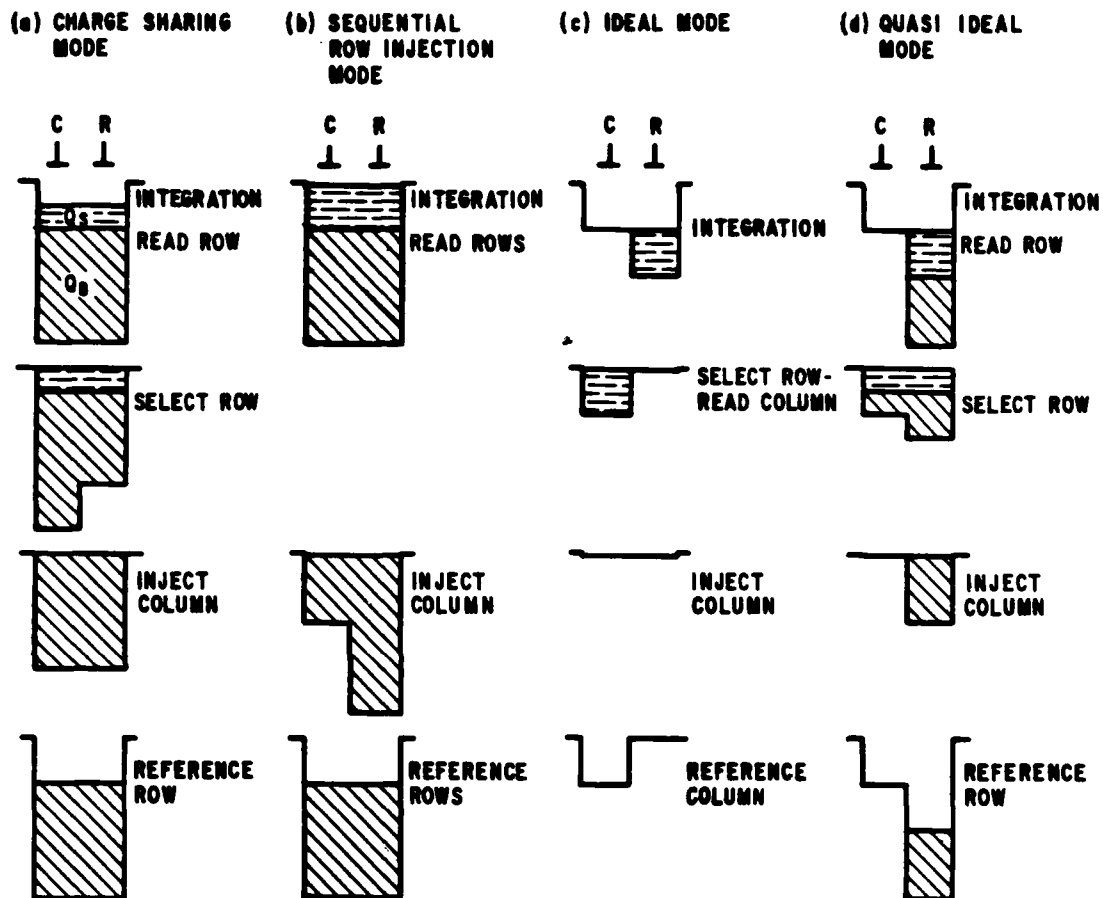 (a) CHARGE SHARING
MODE
(b) SEQUENTIAL
ROW INJECTION
MODE
(c) IDEAL MODE
(d) QUASI IDEAL
MODE
C R
C R
C R
C R
INTEGRATION
READ ROW
QS
QB
INTEGRATION
READ ROWS
INTEGRATION
INTEGRATION
READ ROW
SELECT ROW
SELECT ROW-
READ COLUMN
SELECT ROW
INJECT
COLUMN
INJECT
COLUMN
INJECT
COLUMN
INJECT
COLUMN
REFERENCE
ROW
REFERENCE
ROWS
REFERENCE
COLUMN
REFERENCE
ROW